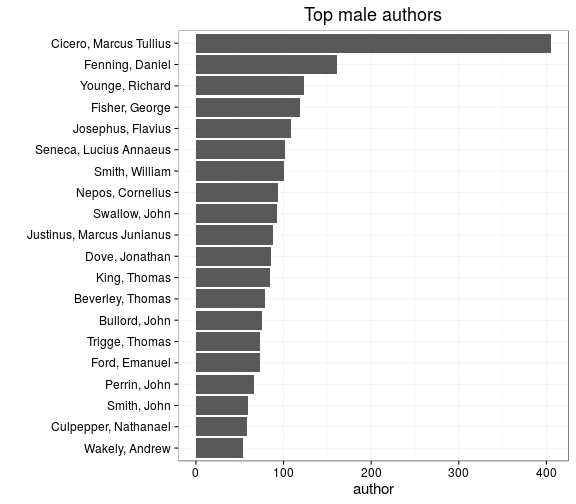 Top male authors
Cicero, Marcus Tullius
Fenning, Daniel
Younge, Richard
Fisher, George
Josephus, Flavius
Seneca, Lucius Annaeus
Smith, William
Nepos, Cornelius
Swallow, John
Justinus, Marcus Junianus
Dove, Jonathan
King, Thomas
Beverley, Thomas
Bullord, John
Trigge, Thomas
Ford, Emanuel
Perrin, John
Smith, John
Culpepper, Nathanael
Wakely, Andrew
0 100 200 300 400
author